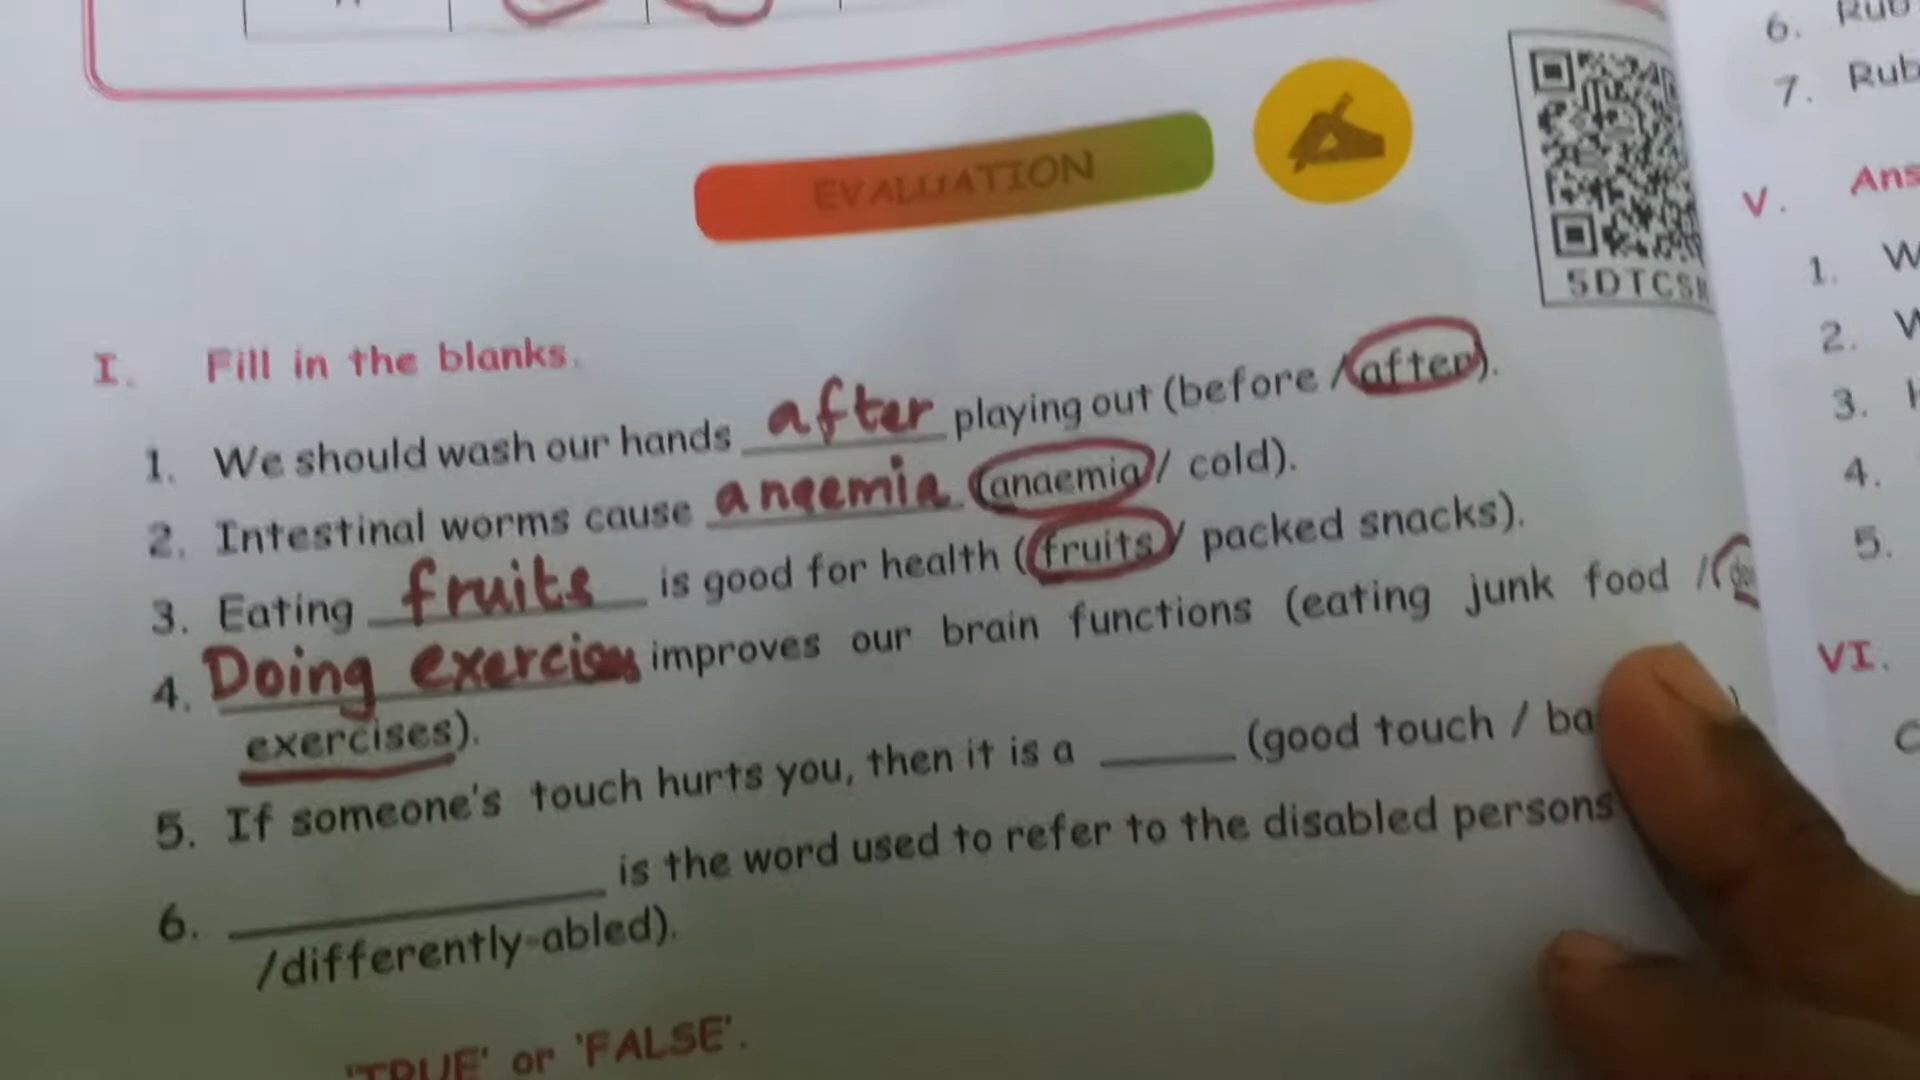 6. Rub
7. Rub
EVALUATION
5DTCS
V. Ans
I. Fill in the blanks.
1. We should wash our hands after playing out (before / after).
2. Intestinal worms cause anaemia (anaemia / cold).
3. Eating fruits is good for health (fruits / packed snacks).
4. Doing exercises improves our brain functions (eating junk food /
exercises).
5. If someone's touch hurts you, then it is a _____ (good touch / ba
6. __________ is the word used to refer to the disabled persons
/differently-abled).
'TRUE' or 'FALSE'.
1. W
2. W
3.
4.
5.
VI.
C